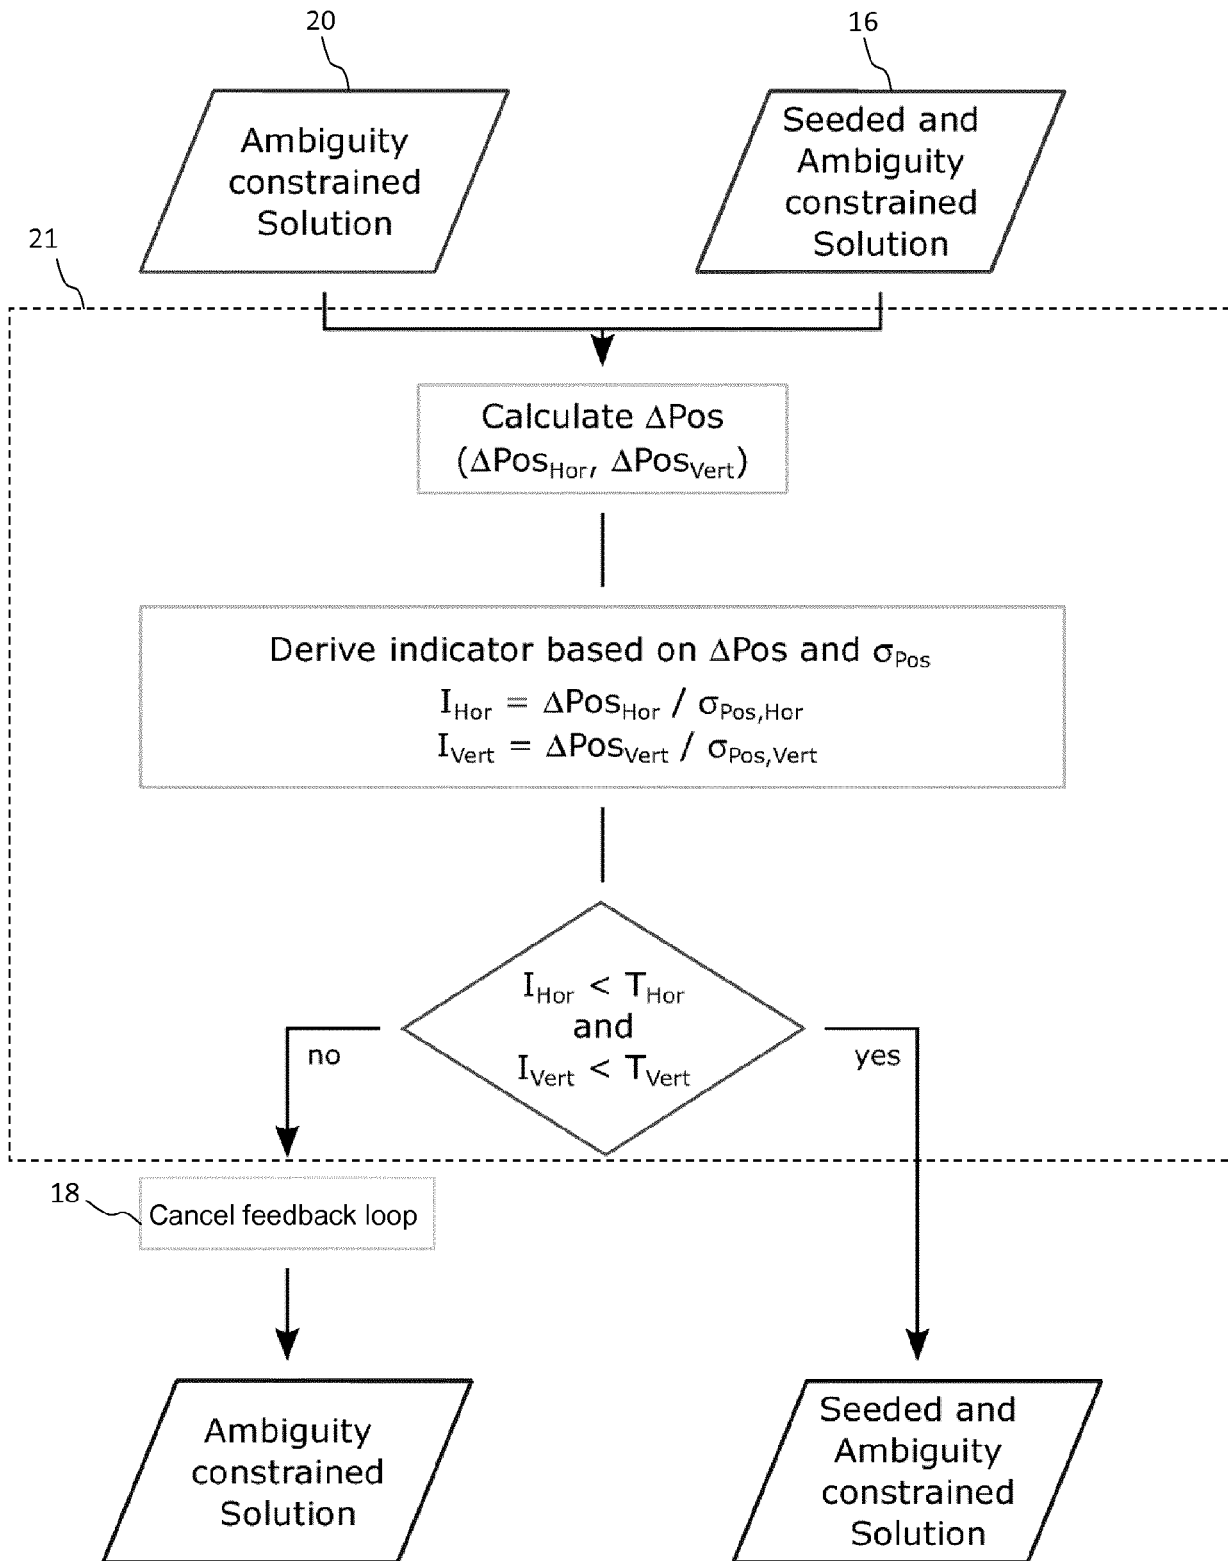 20
16
Ambiguity
constrained
Solution
Seeded and
Ambiguity
constrained
Solution
21
Calculate ΔPos
(ΔPosHor, ΔPosVert)
Derive indicator based on ΔPos and σPos
IHor = ΔPosHor / σPos,Hor
IVert = ΔPosVert / σPos,Vert
IHor < THor
and
IVert < TVert
no
yes
18
Cancel feedback loop
Ambiguity
constrained
Solution
Seeded and
Ambiguity
constrained
Solution